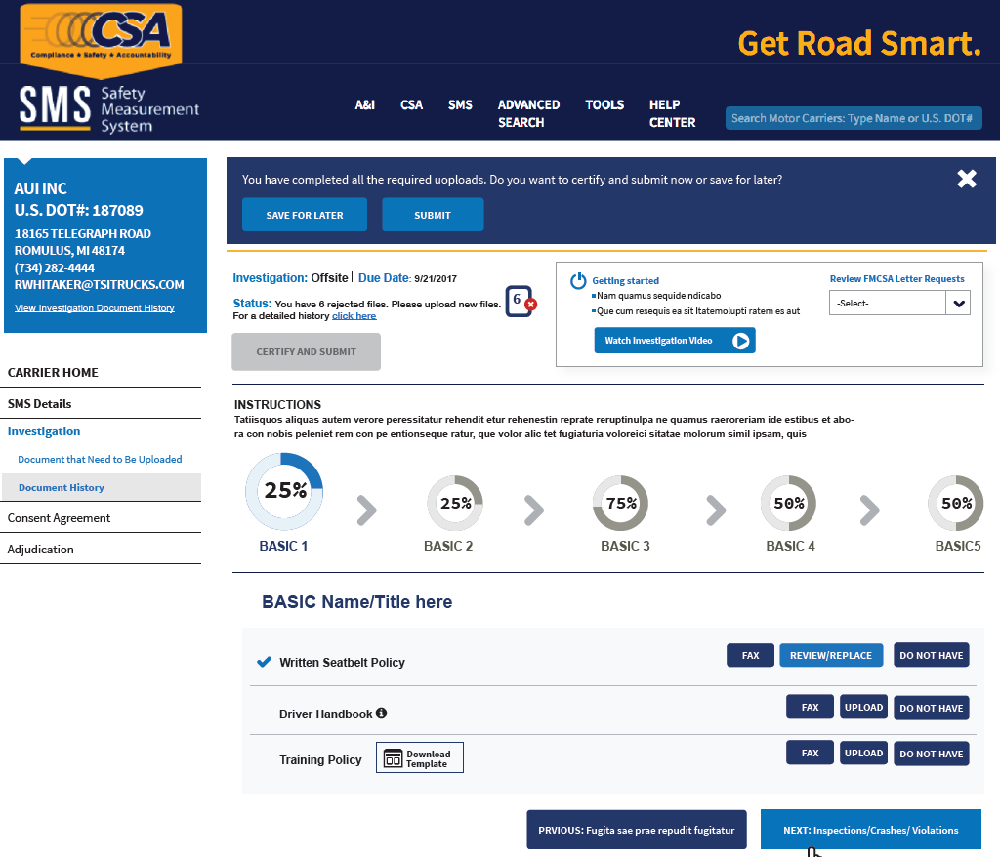 CSA
Compliance • Safety • Accountability
Get Road Smart.
SMS
Safety
Measurement
System
A&I
CSA
SMS
ADVANCED
SEARCH
TOOLS
HELP
CENTER
Search Motor Carriers: Type Name or U.S. DOT#
AUI INC
U.S. DOT#: 187089
18165 TELEGRAPH ROAD
ROMULUS, MI 48174
(734) 282-4444
RWHITAKER@TSITRUCKS.COM
View Investigation Document History
CARRIER HOME
SMS Details
Investigation
Document that Need to Be Uploaded
Document History
Consent Agreement
Adjudication
You have completed all the required uoploads. Do you want to certify and submit now or save for later?
SAVE FOR LATER
SUBMIT
Investigation: Offsite | Due Date: 9/21/2017
Status: You have 6 rejected files. Please upload new files.
For a detailed history click here
6
CERTIFY AND SUBMIT
Getting started
Nam quamus sequide ndicabo
Que cum resequis ea sit Itatemolupti ratem es aut
Watch Investigation Video
Review FMCSA Letter Requests
-Select-
INSTRUCTIONS
Tatiisquos aliquas autem verore peressitatur rehendit etur rehenestin reprate reruptinulpa ne quamus raeroreriam ide estibus et abo-
ra con nobis peleniet rem con pe entionseque ratur, que volor alic tet fugiaturia voloreici sitatae molorum simil ipsam, quis
25%
25%
75%
50%
50%
BASIC 1
BASIC 2
BASIC 3
BASIC 4
BASIC5
BASIC Name/Title here
Written Seatbelt Policy
FAX
REVIEW/REPLACE
DO NOT HAVE
Driver Handbook
FAX
UPLOAD
DO NOT HAVE
Training Policy
Download
Template
FAX
UPLOAD
DO NOT HAVE
PRVIOUS: Fugita sae prae repudit fugitatur
NEXT: Inspections/Crashes/ Violations